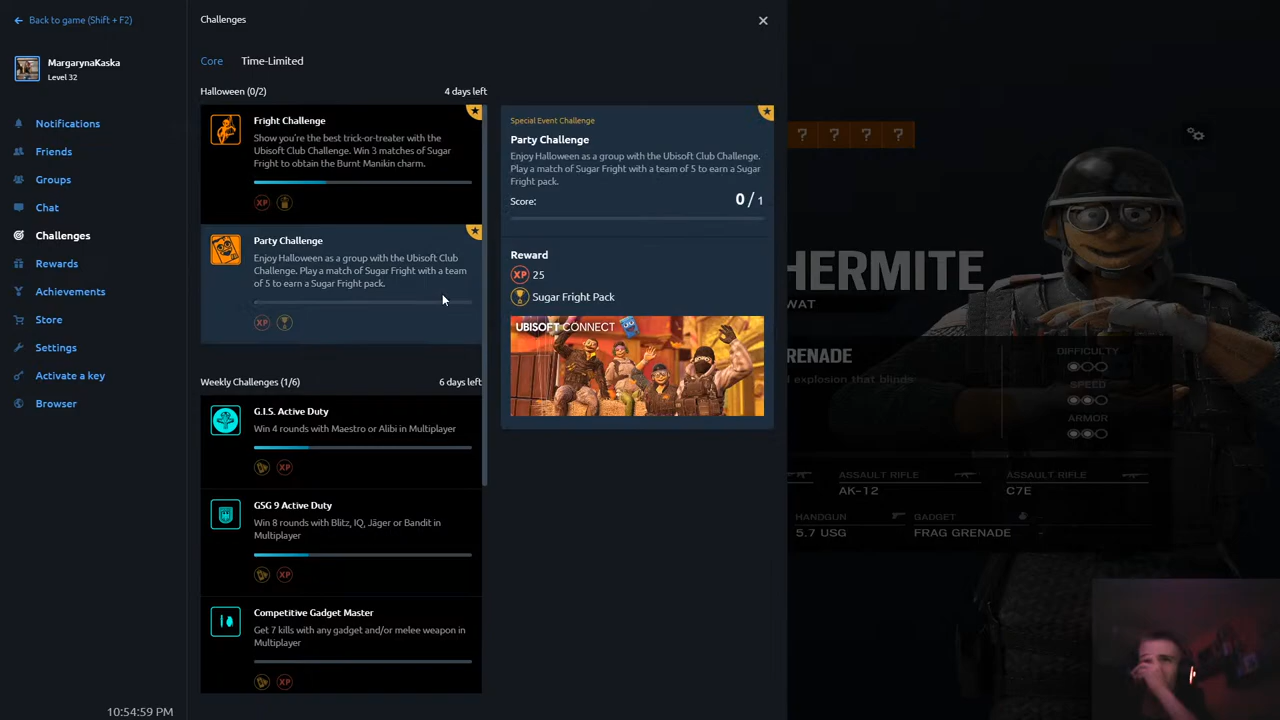 Back to game (Shift + F2)
MargarynaKaska
Level 32
Notifications
Friends
Groups
Chat
Challenges
Rewards
Achievements
Store
Settings
Activate a key
Browser
10:54:59 PM
Challenges
Core
Time-Limited
Halloween (0/2)
4 days left
Fright Challenge
Show you're the best trick-or-treater with the
Ubisoft Club Challenge. Win 3 matches of Sugar
Fright to obtain the Burnt Manikin charm.
XP
Party Challenge
Enjoy Halloween as a group with the Ubisoft Club
Challenge. Play a match of Sugar Fright with a team
of 5 to earn a Sugar Fright pack.
XP
Weekly Challenges (1/6)
6 days left
G.I.S. Active Duty
Win 4 rounds with Maestro or Alibi in Multiplayer
XP
GSG 9 Active Duty
Win 8 rounds with Blitz, IQ, Jäger or Bandit in
Multiplayer
XP
Competitive Gadget Master
Get 7 kills with any gadget and/or melee weapon in
Multiplayer
XP
Special Event Challenge
Party Challenge
Enjoy Halloween as a group with the Ubisoft Club Challenge.
Play a match of Sugar Fright with a team of 5 to earn a Sugar
Fright pack.
Score:
0 / 1
Reward
XP 25
Sugar Fright Pack
UBISOFT CONNECT
? ? ? ?
HERMITE
WAT
RENADE
explosion that blinds
DIFFICULTY
SPEED
ARMOR
ASSAULT RIFLE
AK-12
ASSAULT RIFLE
C7E
HANDGUN
5.7 USG
GADGET
FRAG GRENADE